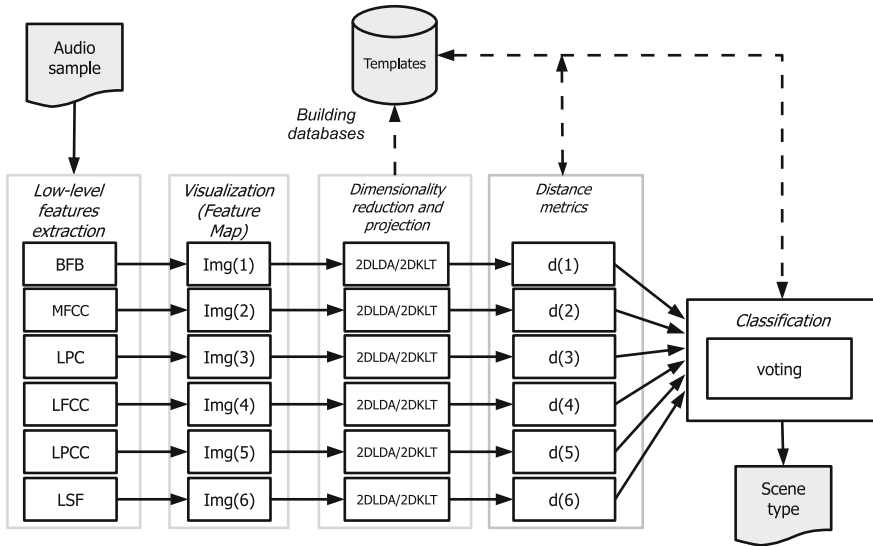 Audio
sample
Templates
Building
databases
Low-level
features
extraction
Visualization
(Feature
Map)
Dimensionality
reduction and
projection
Distance
metrics
BFB
Img(1)
2DLDA/2DKLT
d(1)
MFCC
Img(2)
2DLDA/2DKLT
d(2)
LPC
Img(3)
2DLDA/2DKLT
d(3)
LFCC
Img(4)
2DLDA/2DKLT
d(4)
LPCC
Img(5)
2DLDA/2DKLT
d(5)
LSF
Img(6)
2DLDA/2DKLT
d(6)
Classification
voting
Scene
type